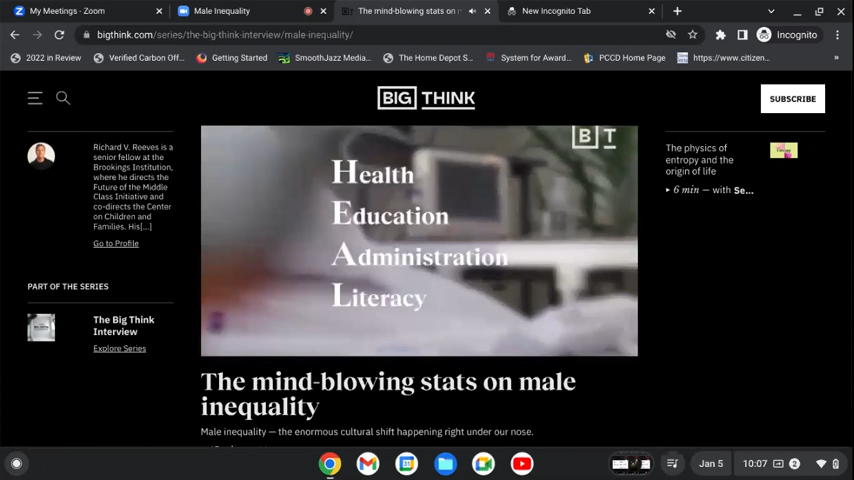 My Meetings - Zoom
Male Inequality
The mind-blowing stats on m
New Incognito Tab
bigthink.com/series/the-big-think-interview/male-inequality/
Incognito
2022 in Review
Verified Carbon Off...
Getting Started
SmoothJazz Media...
The Home Depot S...
System for Award...
PCCD Home Page
https://www.citizen...
BIG THINK
SUBSCRIBE
Richard V. Reeves is a
senior fellow at the
Brookings Institution,
where he directs the
Future of the Middle
Class Initiative and
co-directs the Center
on Children and
Families. His[...]
Go to Profile
PART OF THE SERIES
The Big Think
Interview
Explore Series
B T
Health
Education
Administration
Literacy
The mind-blowing stats on male
inequality
Male inequality — the enormous cultural shift happening right under our nose.
The physics of
entropy and the
origin of life
6 min — with Se...
Jan 5
10:07
2